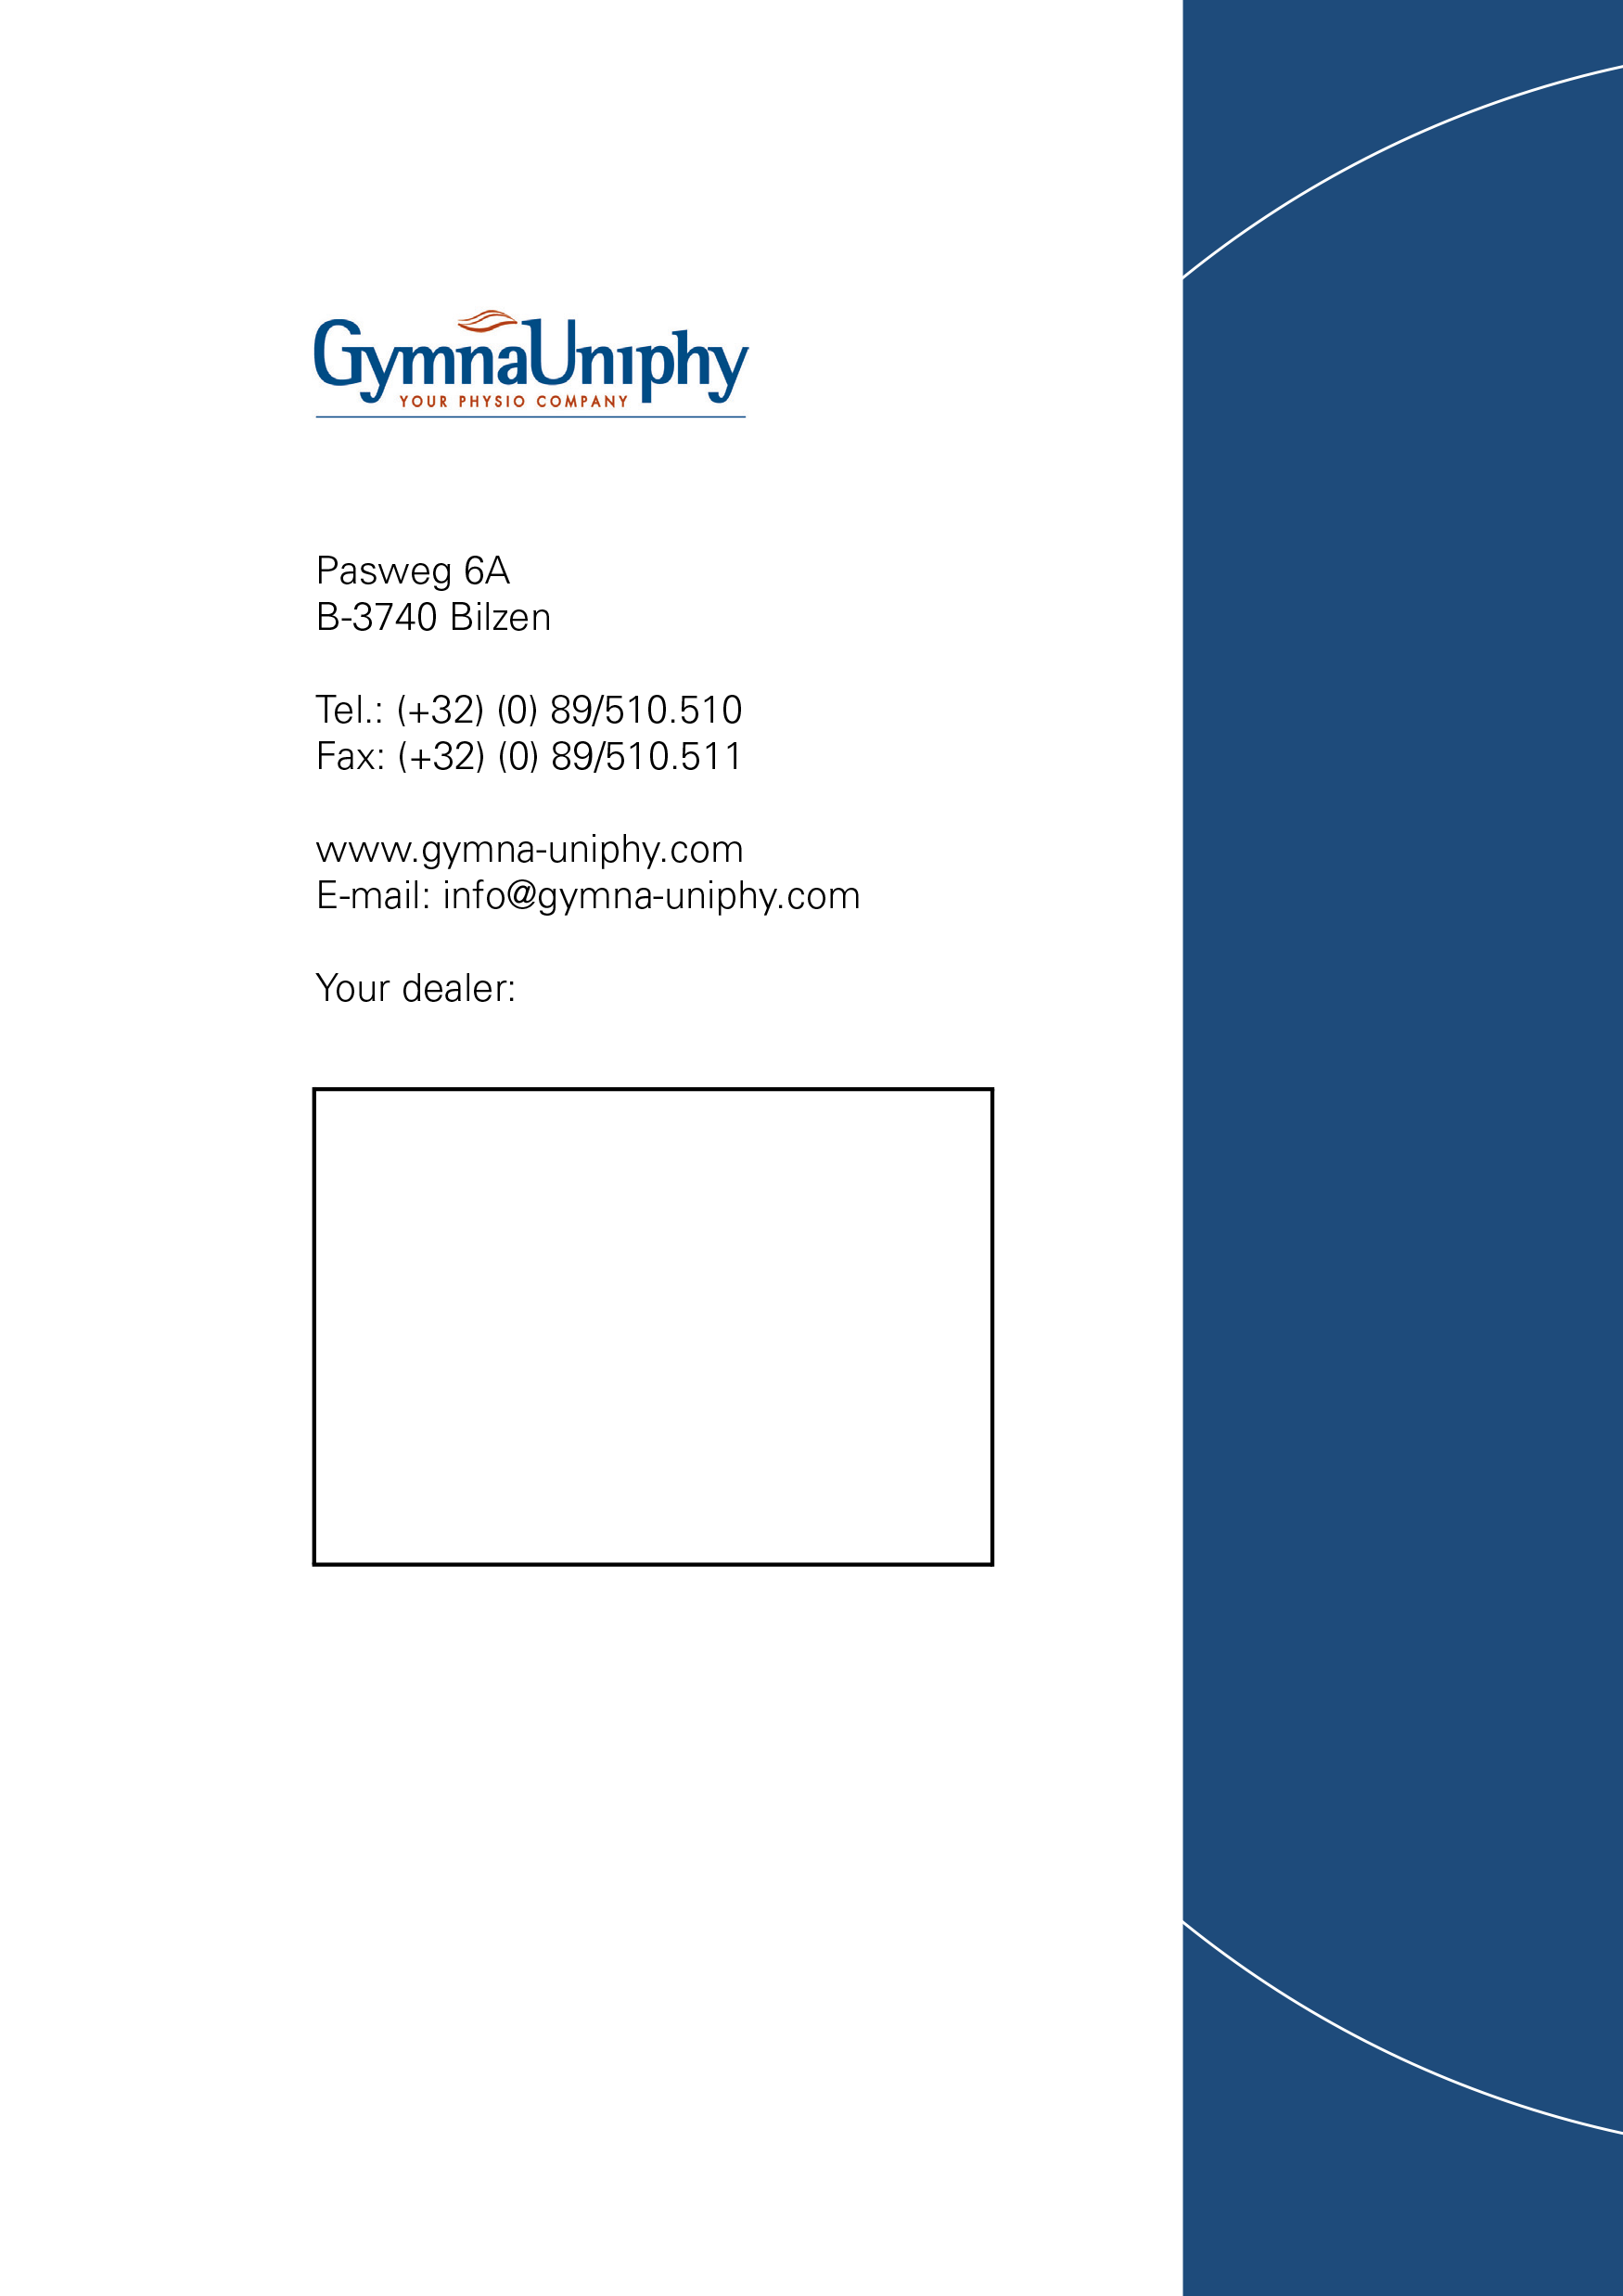 GymnaUniphy
YOUR PHYSIO COMPANY
Pasweg 6A
B-3740 Bilzen
Tel.: (+32) (0) 89/510.510
Fax: (+32) (0) 89/510.511
www.gymna-uniphy.com
E-mail: info@gymna-uniphy.com
Your dealer: